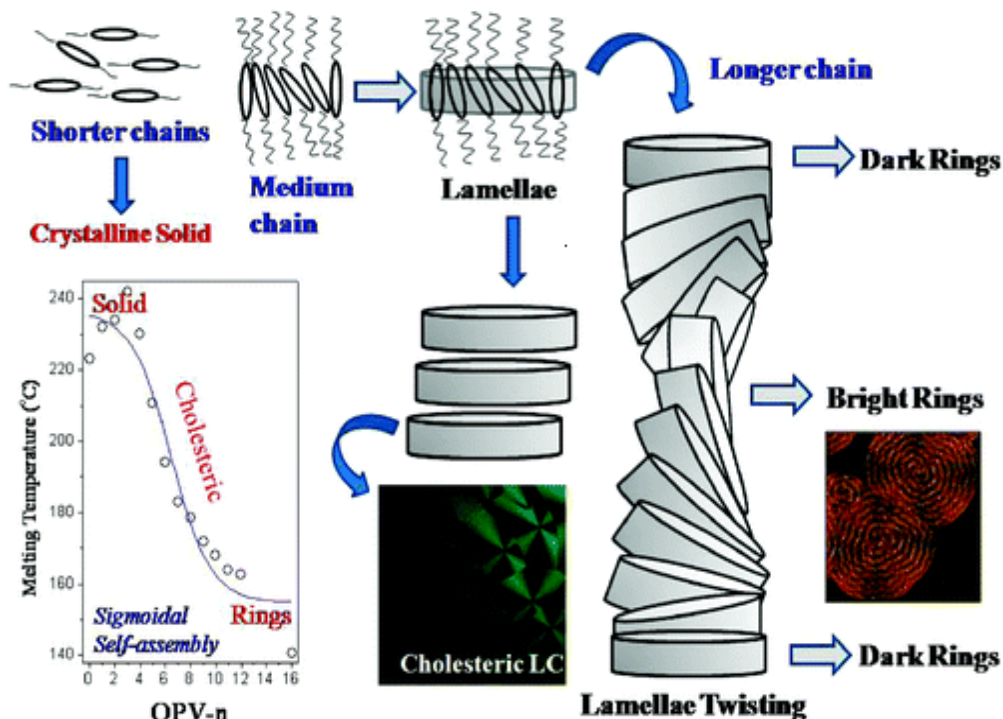 Shorter chains
Crystalline Solid
Medium
chain
Lamellae
Longer chain
Dark Rings
Bright Rings
Dark Rings
Lamellae Twisting
Cholesteric LC
Melting Temperature (°C)
240
220
200
180
160
140
Solid
Cholesteric
Rings
Sigmoidal
Self-assembly
0 2 4 6 8 10 12 14 16
OPV-n